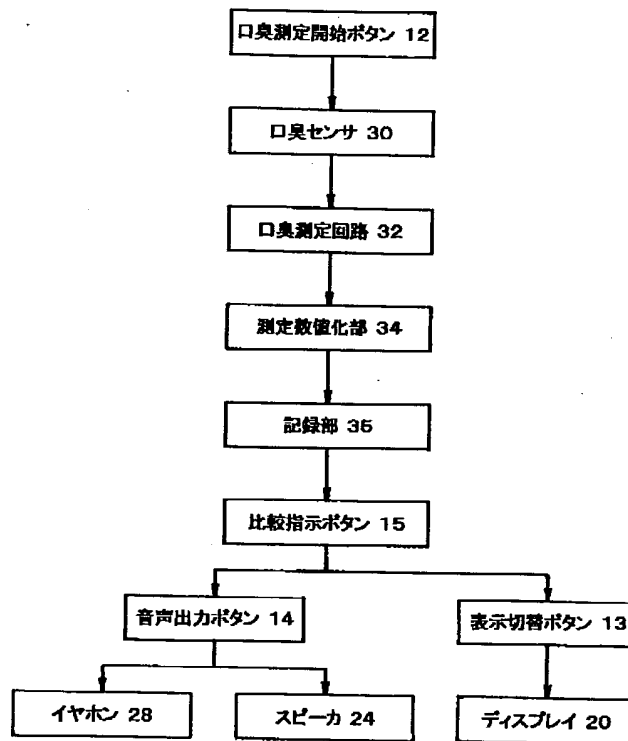 口臭測定開始ボタン 12
口臭センサ 30
口臭測定回路 32
測定数値化部 34
記録部 35
比較指示ボタン 15
音声出力ボタン 14
表示切替ボタン 13
イヤホン 28
スピーカ 24
ディスプレイ 20